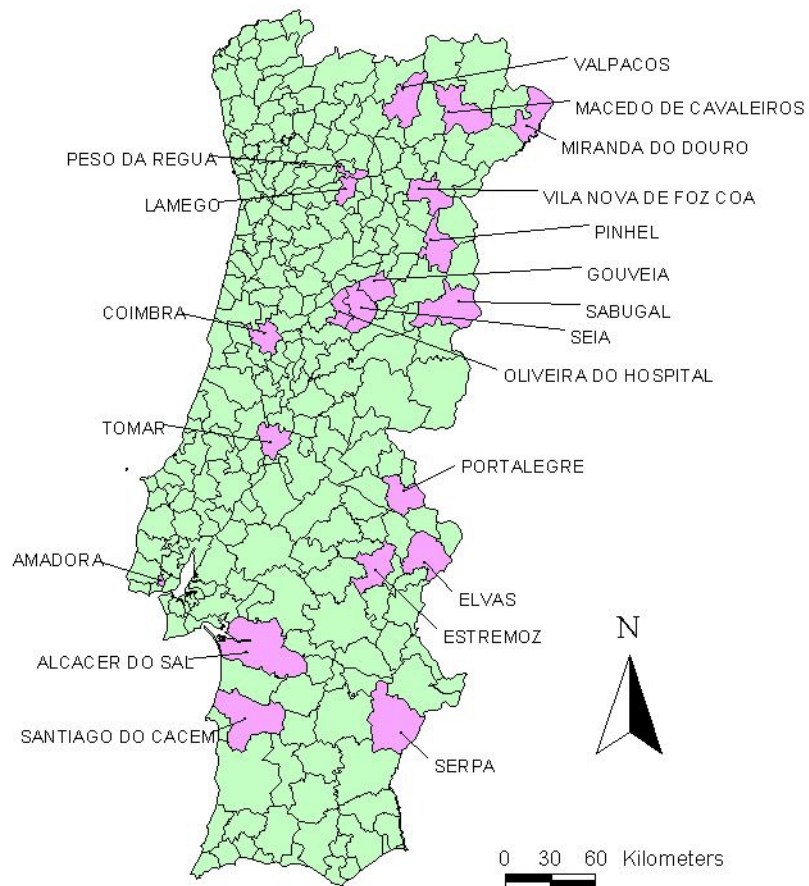 VALPACOS
MACEDO DE CAVALEIROS
MIRANDA DO DOURO
PESO DA REGUA
LAMEGO
VILA NOVA DE FOZ COA
PINHEL
GOUVEIA
SABUGAL
SEIA
COIMBRA
OLIVEIRA DO HOSPITAL
TOMAR
PORTALEGRE
AMADORA
ELVAS
ESTREMOZ
N
ALCACER DO SAL
SANTIAGO DO CACEM
SERPA
0 30 60 Kilometers